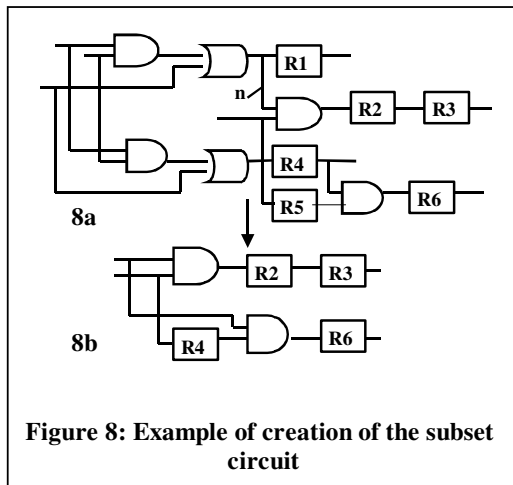 R1
n
R2 R3
R4
R5 R6
8a
R2 R3
8b
R4 R6
Figure 8: Example of creation of the subset
circuit